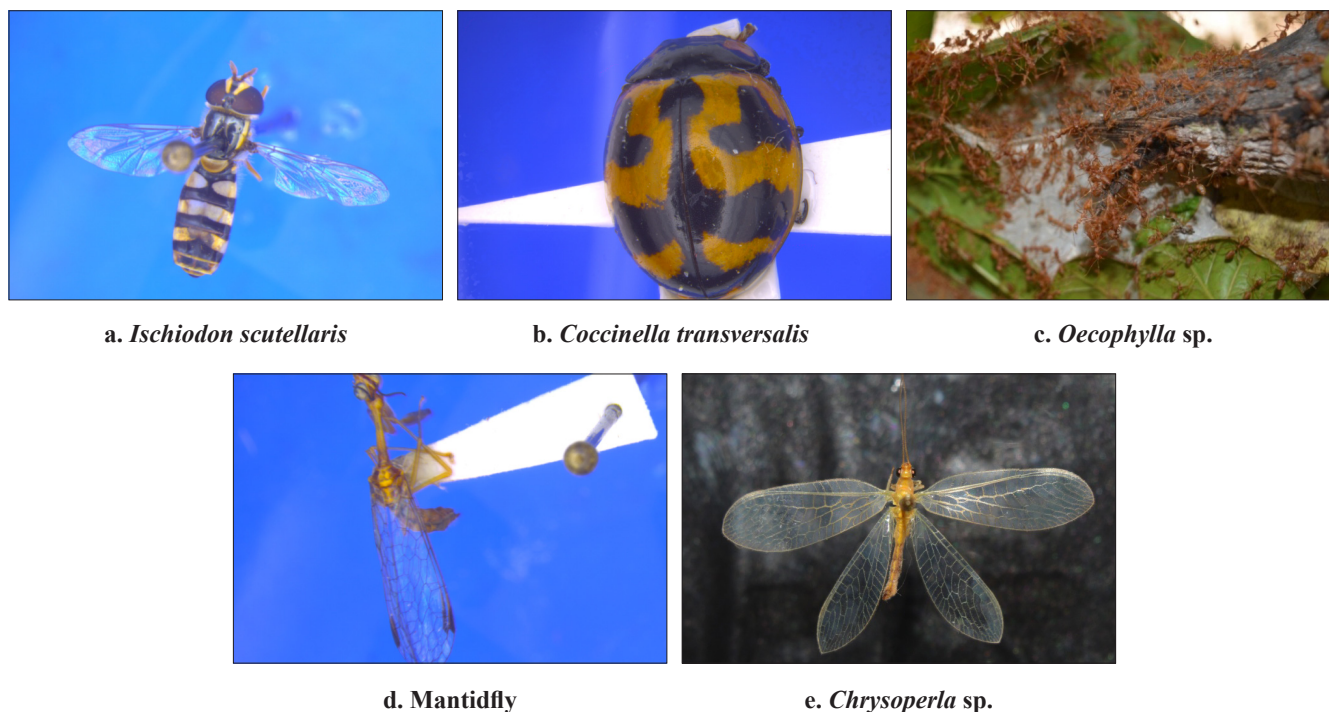 a. Ischiodon scutellaris
b. Coccinella transversalis
c. Oecophylla sp.
d. Mantidfly
e. Chrysoperla sp.